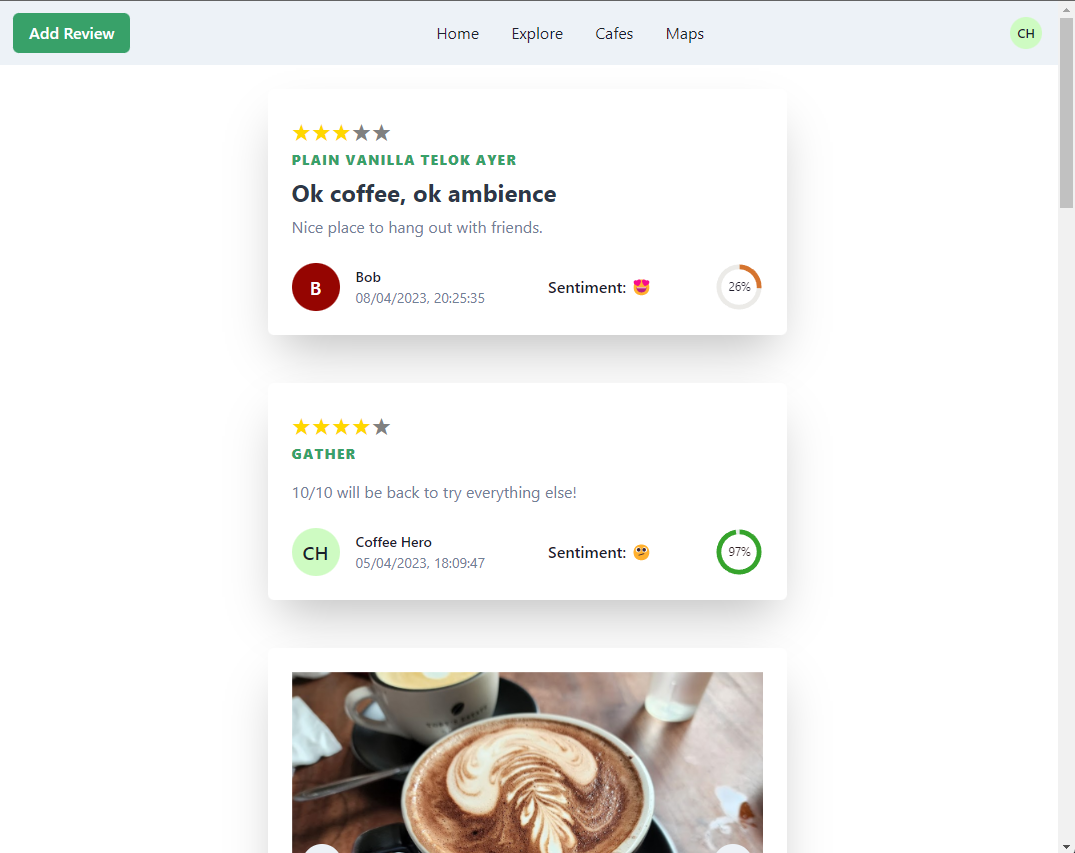 Add Review
Home
Explore
Cafes
Maps
CH
PLAIN VANILLA TELOK AYER
Ok coffee, ok ambience
Nice place to hang out with friends.
B
Bob
08/04/2023, 20:25:35
Sentiment: 😍
26%
GATHER
10/10 will be back to try everything else!
CH
Coffee Hero
05/04/2023, 18:09:47
Sentiment: 🫤
97%